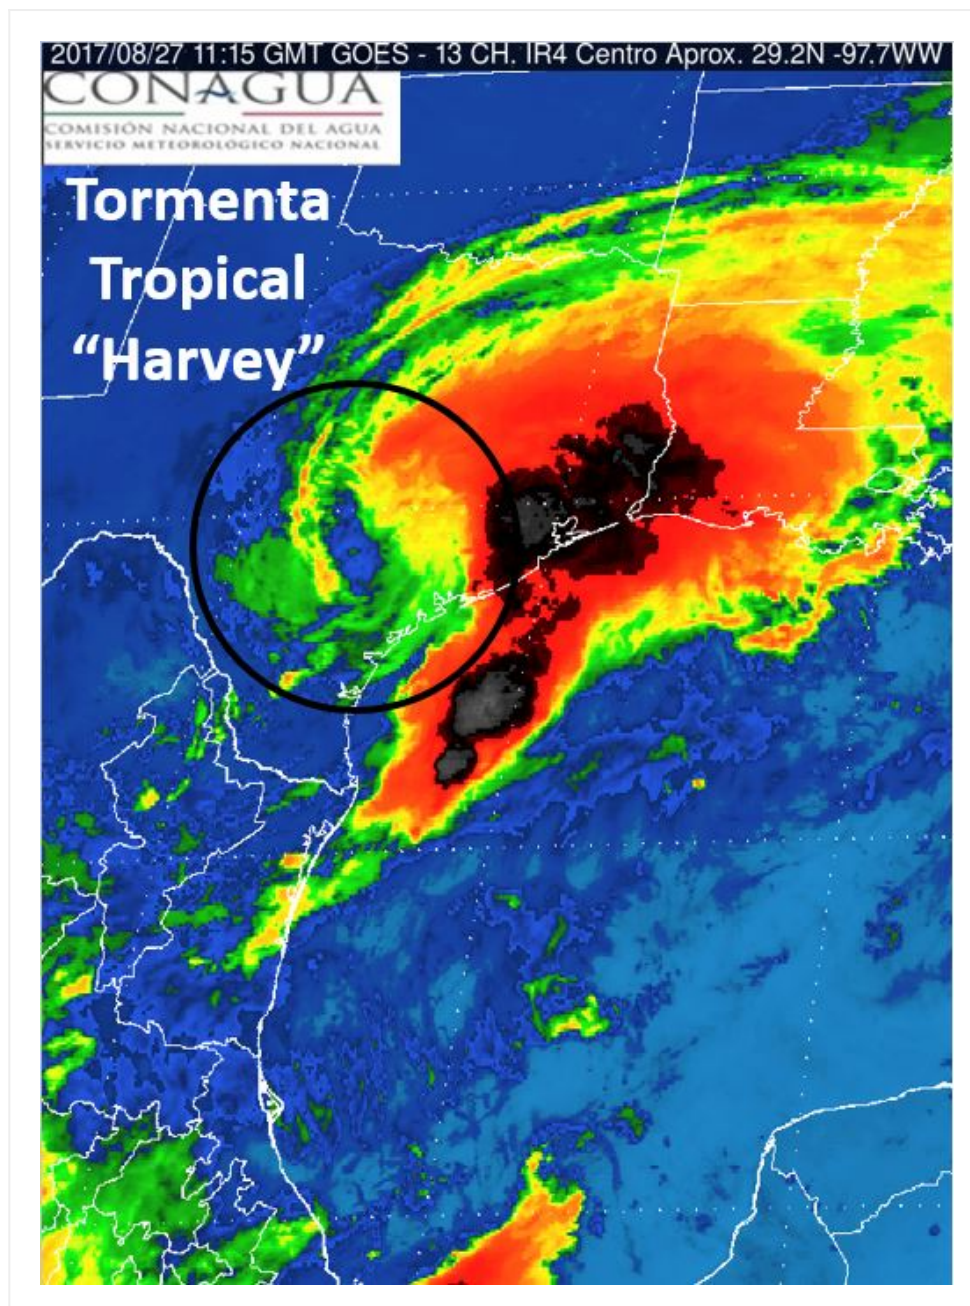 2017/08/27 11:15 GMT GOES - 13 CH. IR4 Centro Aprox. 29.2N -97.7WW
CONAGUA
COMISIÓN NACIONAL DEL AGUA
SERVICIO METEOROLÓGICO NACIONAL
Tormenta
Tropical
“Harvey”